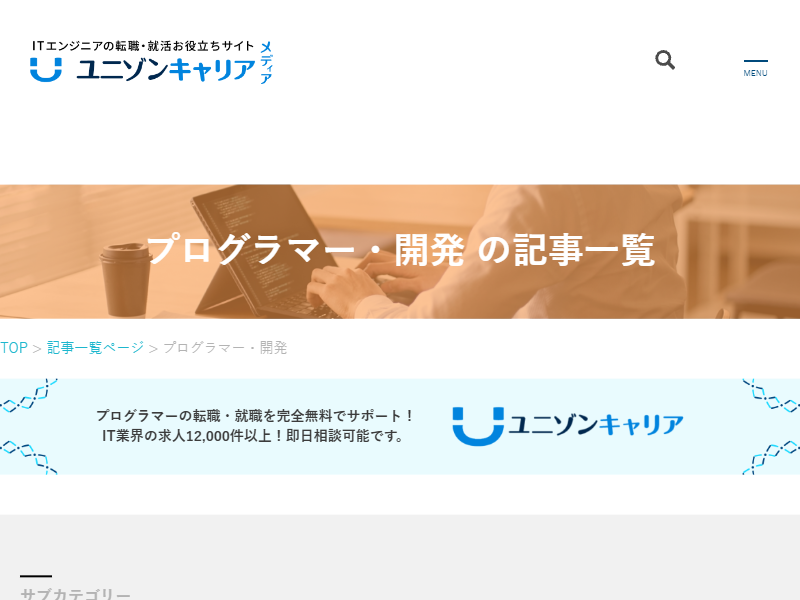 ITエンジニアの転職・就活お役立ちサイト
ユニゾンキャリア
メディア
MENU
プログラマー・開発 の記事一覧
TOP > 記事一覧ページ > プログラマー・開発
プログラマーの転職・就職を完全無料でサポート！
IT業界の求人12,000件以上！即日相談可能です。
ユニゾンキャリア
サブカテゴリー